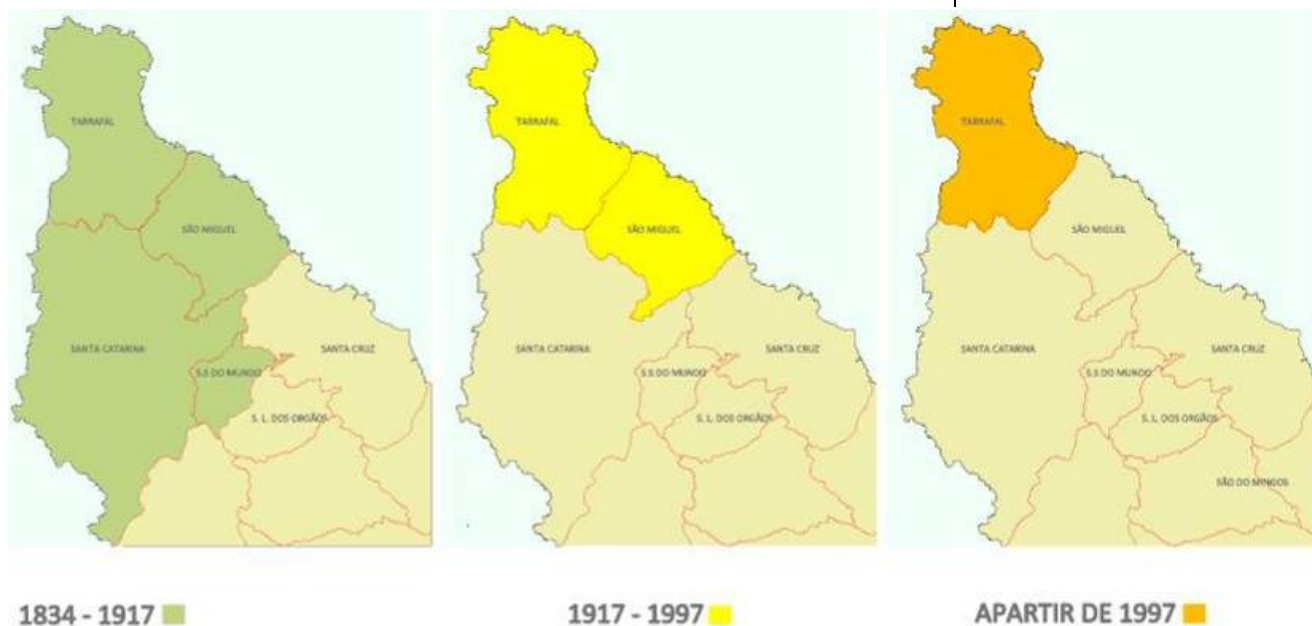 TARRAFAL
SÃO MIGUEL
SANTA CATARINA
SANTA CRUZ
S.S DO MUNDO
S. L. DOS ORGÃOS
1834 - 1917
TARRAFAL
SÃO MIGUEL
SANTA CATARINA
SANTA CRUZ
S.S DO MUNDO
S. L. DOS ORGÃOS
1917 - 1997
TARRAFAL
SÃO MIGUEL
SANTA CATARINA
SANTA CRUZ
S.S DO MUNDO
S. L. DOS ORGÃOS
SÃO DO MINGOS
APARTIR DE 1997